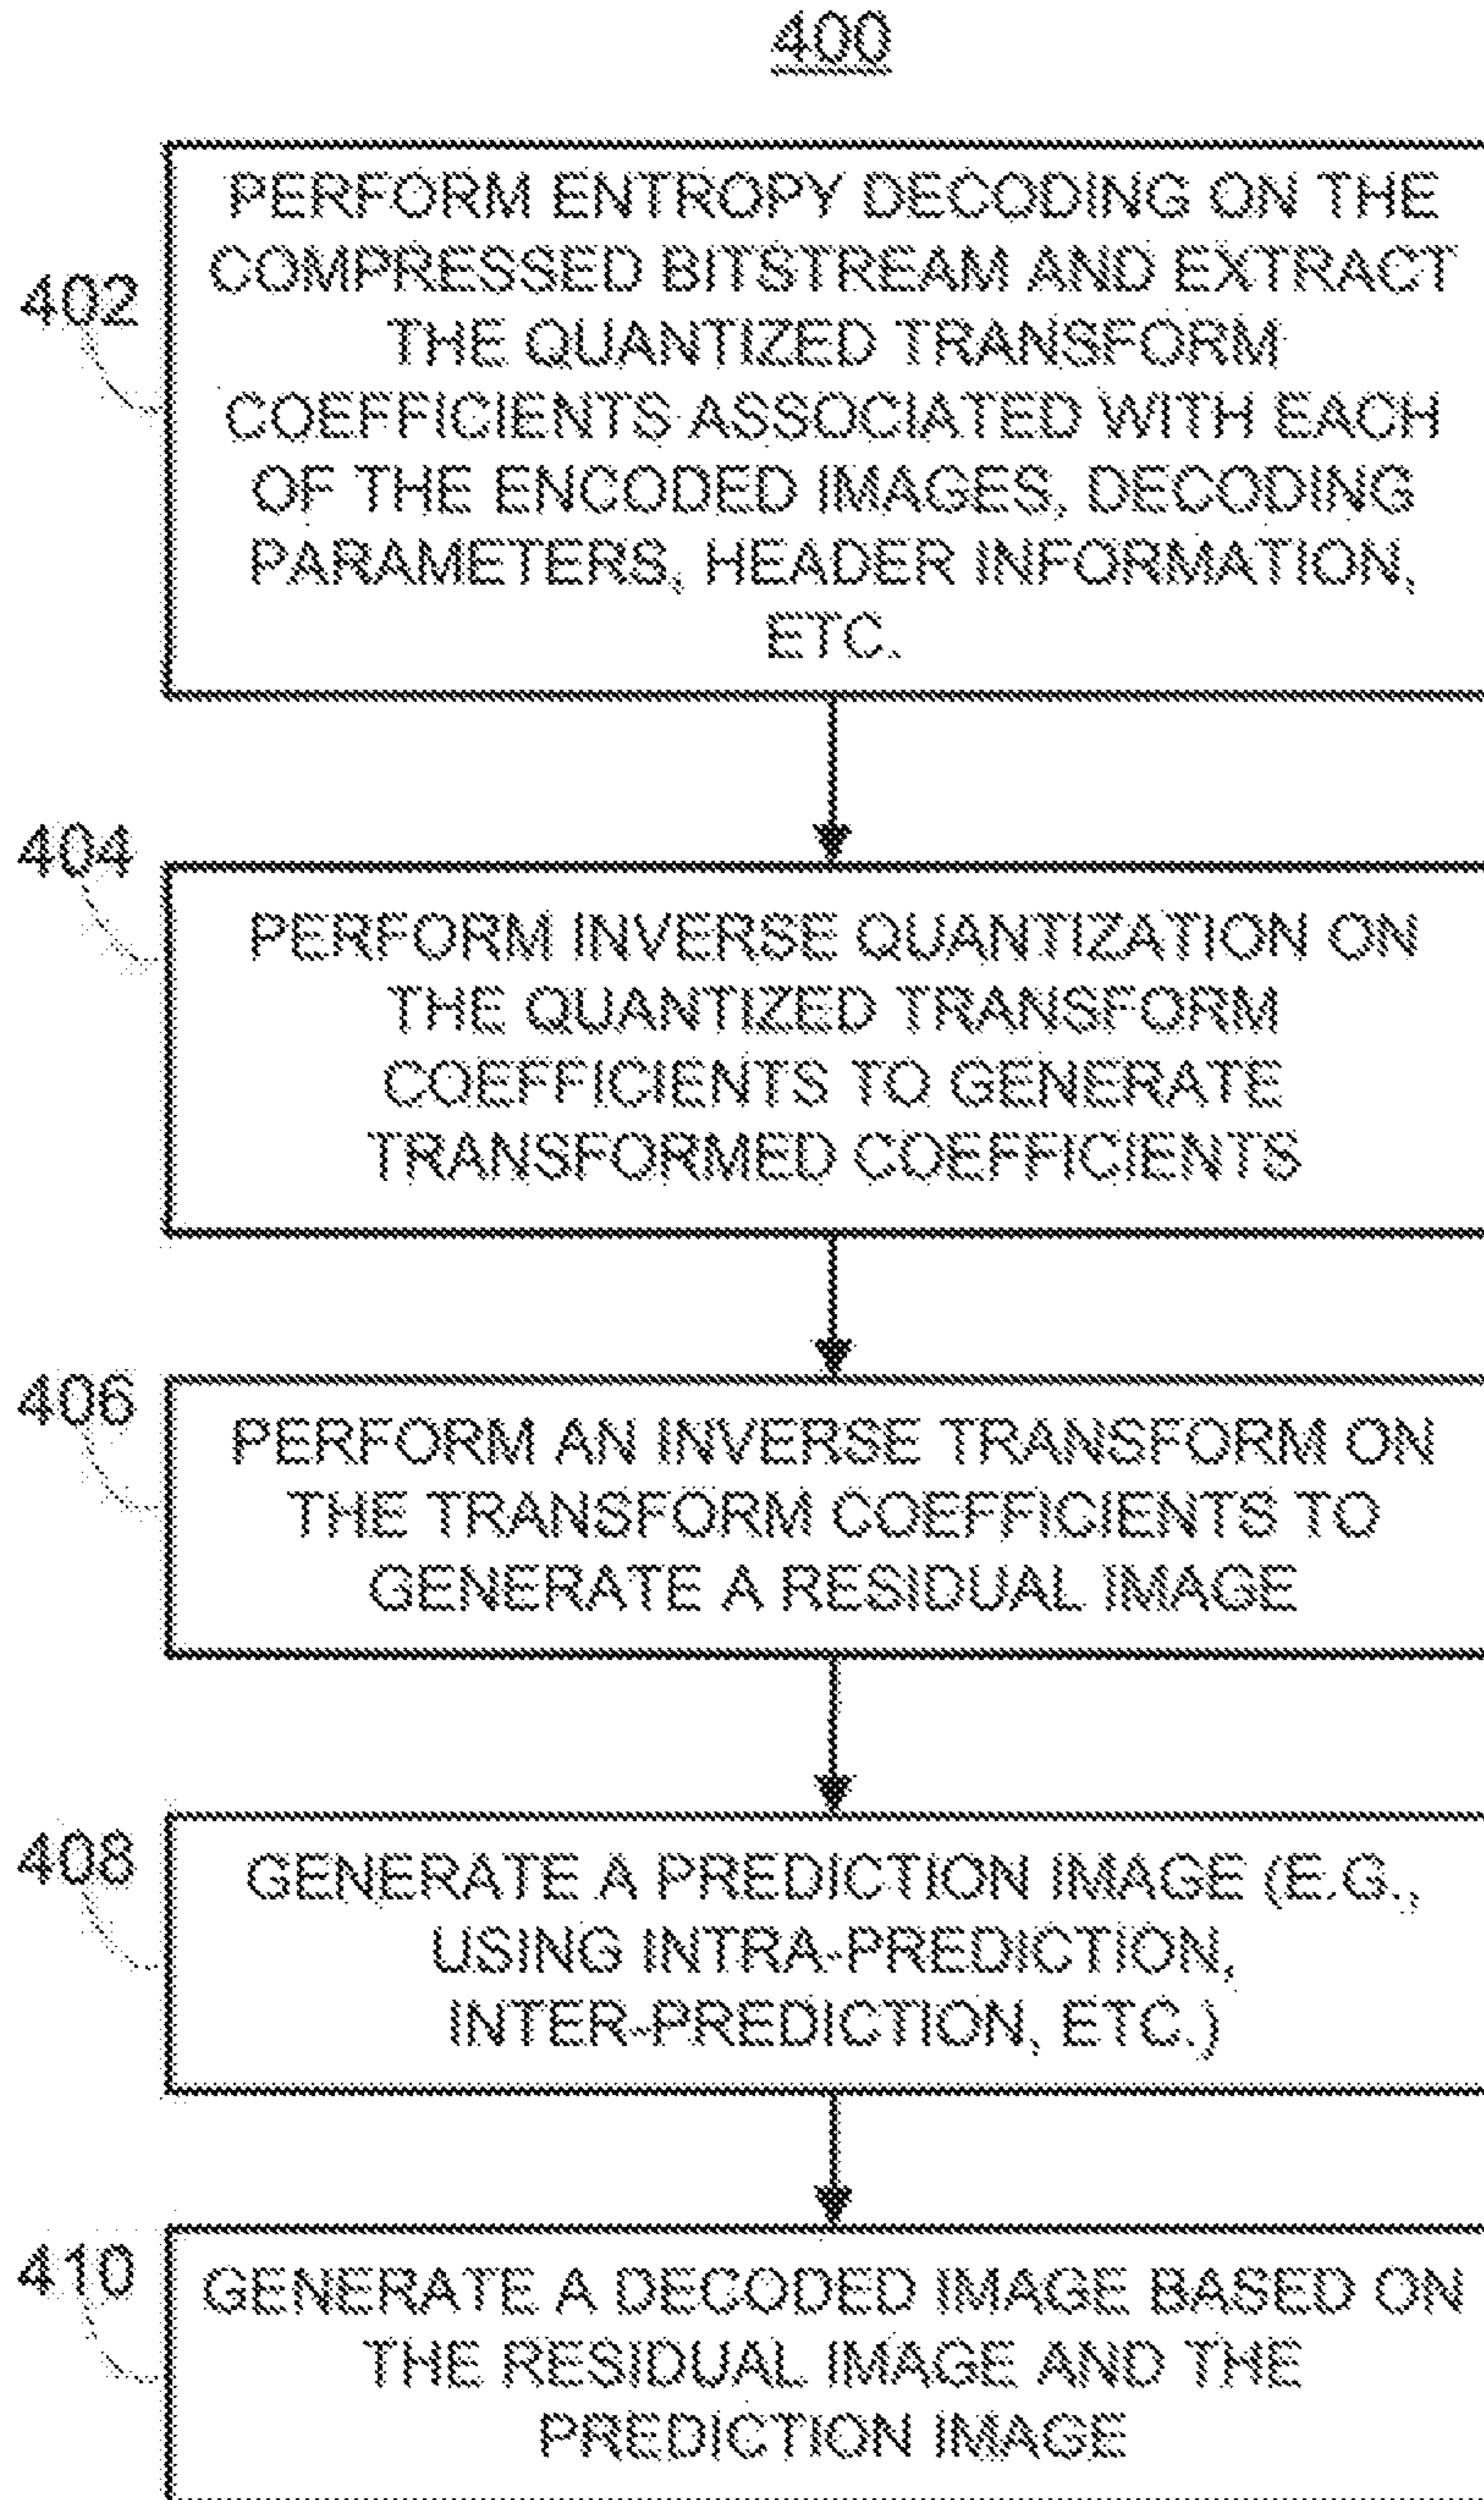 400
402
PERFORM ENTROPY DECODING ON THE
COMPRESSED BITSTREAM AND EXTRACT
THE QUANTIZED TRANSFORM
COEFFICIENTS ASSOCIATED WITH EACH
OF THE ENCODED IMAGES, DECODING
PARAMETERS, HEADER INFORMATION,
ETC.
404
PERFORM INVERSE QUANTIZATION ON
THE QUANTIZED TRANSFORM
COEFFICIENTS TO GENERATE
TRANSFORMED COEFFICIENTS
406
PERFORM AN INVERSE TRANSFORM ON
THE TRANSFORM COEFFICIENTS TO
GENERATE A RESIDUAL IMAGE
408
GENERATE A PREDICTION IMAGE (E.G.,
USING INTRA-PREDICTION,
INTER-PREDICTION, ETC.)
410
GENERATE A DECODED IMAGE BASED ON
THE RESIDUAL IMAGE AND THE
PREDICTION IMAGE